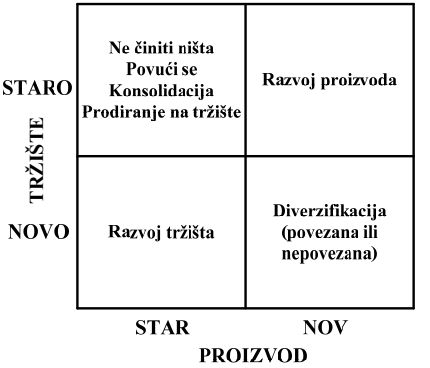 Ne činiti ništa
Povući se
Konsolidacija
Prodiranje na tržište
Razvoj proizvoda
STARO
TRŽIŠTE
NOVO
Razvoj tržišta
Diverzifikacija
(povezana ili
nepovezana)
STAR
NOV
PROIZVOD